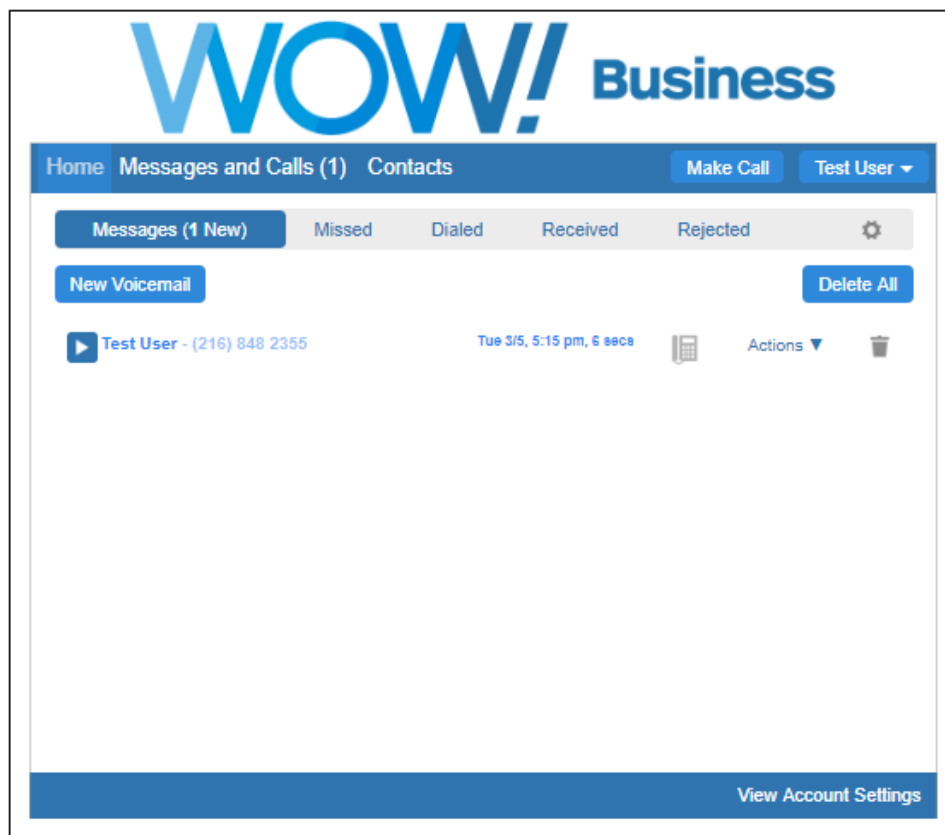 WOW! Business
Home Messages and Calls (1) Contacts Make Call Test User
Messages (1 New) Missed Dialed Received Rejected
New Voicemail Delete All
Test User - (216) 848 2355 Tue 3/5, 5:15 pm, 6 secs Actions ▼
View Account Settings